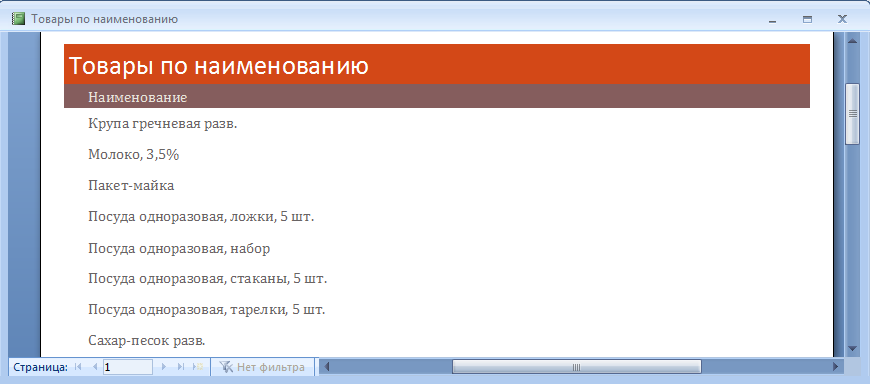 Товары по наименованию
Товары по наименованию
Наименование
Крупа гречневая разв.
Молоко, 3,5%
Пакет-майка
Посуда одноразовая, ложки, 5 шт.
Посуда одноразовая, набор
Посуда одноразовая, стаканы, 5 шт.
Посуда одноразовая, тарелки, 5 шт.
Сахар-песок разв.
Страница: 1 Нет фильтра